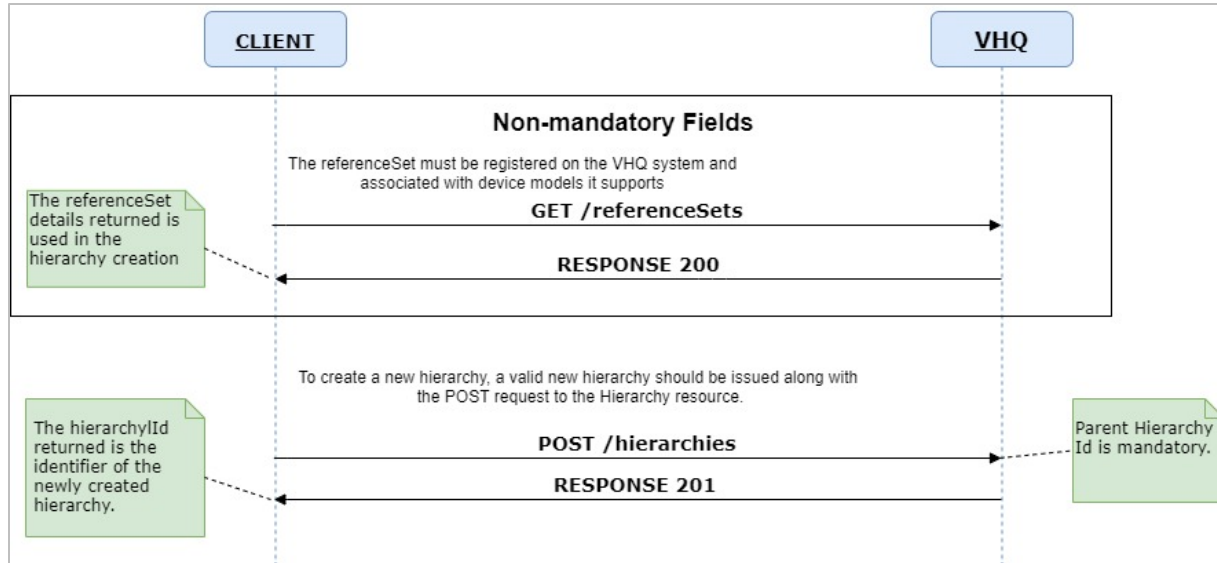 CLIENT
VHQ
Non-mandatory Fields
The referenceSet must be registered on the VHQ system and
associated with device models it supports
The referenceSet
details returned is
used in the
hierarchy creation
GET /referenceSets
RESPONSE 200
To create a new hierarchy, a valid new hierarchy should be issued along with
the POST request to the Hierarchy resource.
The hierarchylId
returned is the
identifier of the
newly created
hierarchy.
POST /hierarchies
Parent Hierarchy
Id is mandatory.
RESPONSE 201